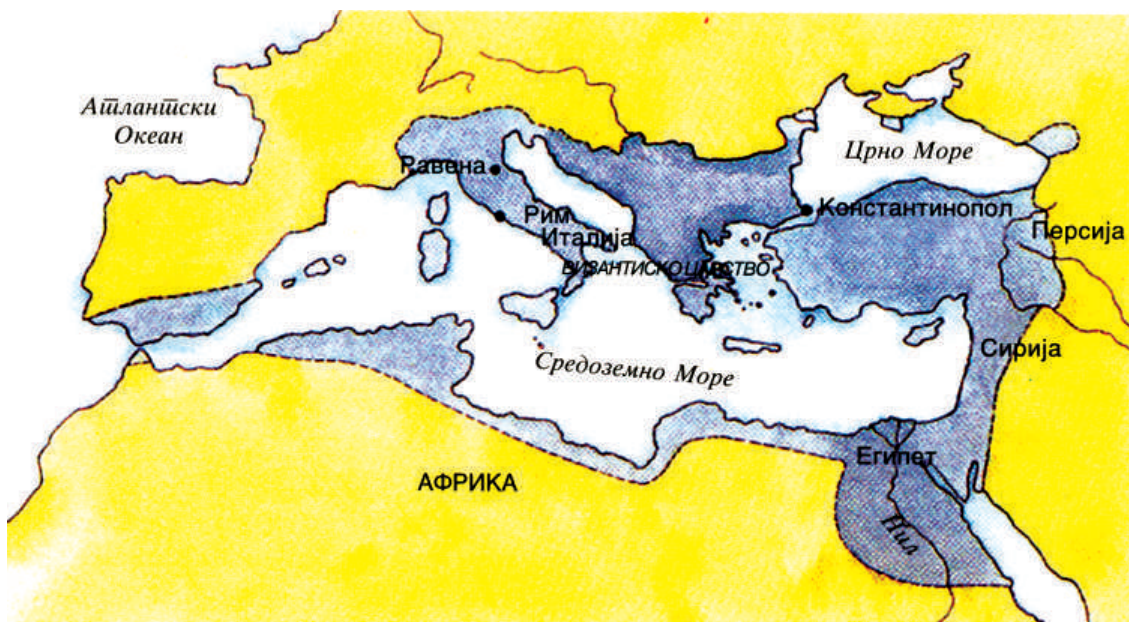 Атлантски
Океан
Црно Море
Равена
Константинопол
Рим
Италија
Персија
ВИЗАНТИСКО ЦАРСТВО
Сирија
Средоземно Море
Египет
АФРИКА
Нил